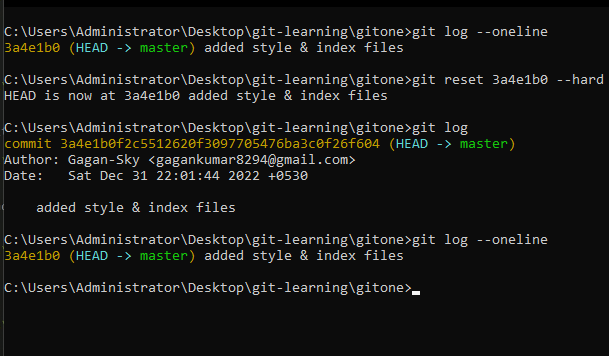 C:\Users\Administrator\Desktop\git-learning\gitone>git log --oneline
3a4e1b0 (HEAD -> master) added style & index files
C:\Users\Administrator\Desktop\git-learning\gitone>git reset 3a4e1b0 --hard
HEAD is now at 3a4e1b0 added style & index files
C:\Users\Administrator\Desktop\git-learning\gitone>git log
commit 3a4e1b0f2c5512620f3097705476ba3c0f26f604 (HEAD -> master)
Author: Gagan-Sky <gagankumar8294@gmail.com>
Date:   Sat Dec 31 22:01:44 2022 +0530
    added style & index files
C:\Users\Administrator\Desktop\git-learning\gitone>git log --oneline
3a4e1b0 (HEAD -> master) added style & index files
C:\Users\Administrator\Desktop\git-learning\gitone>